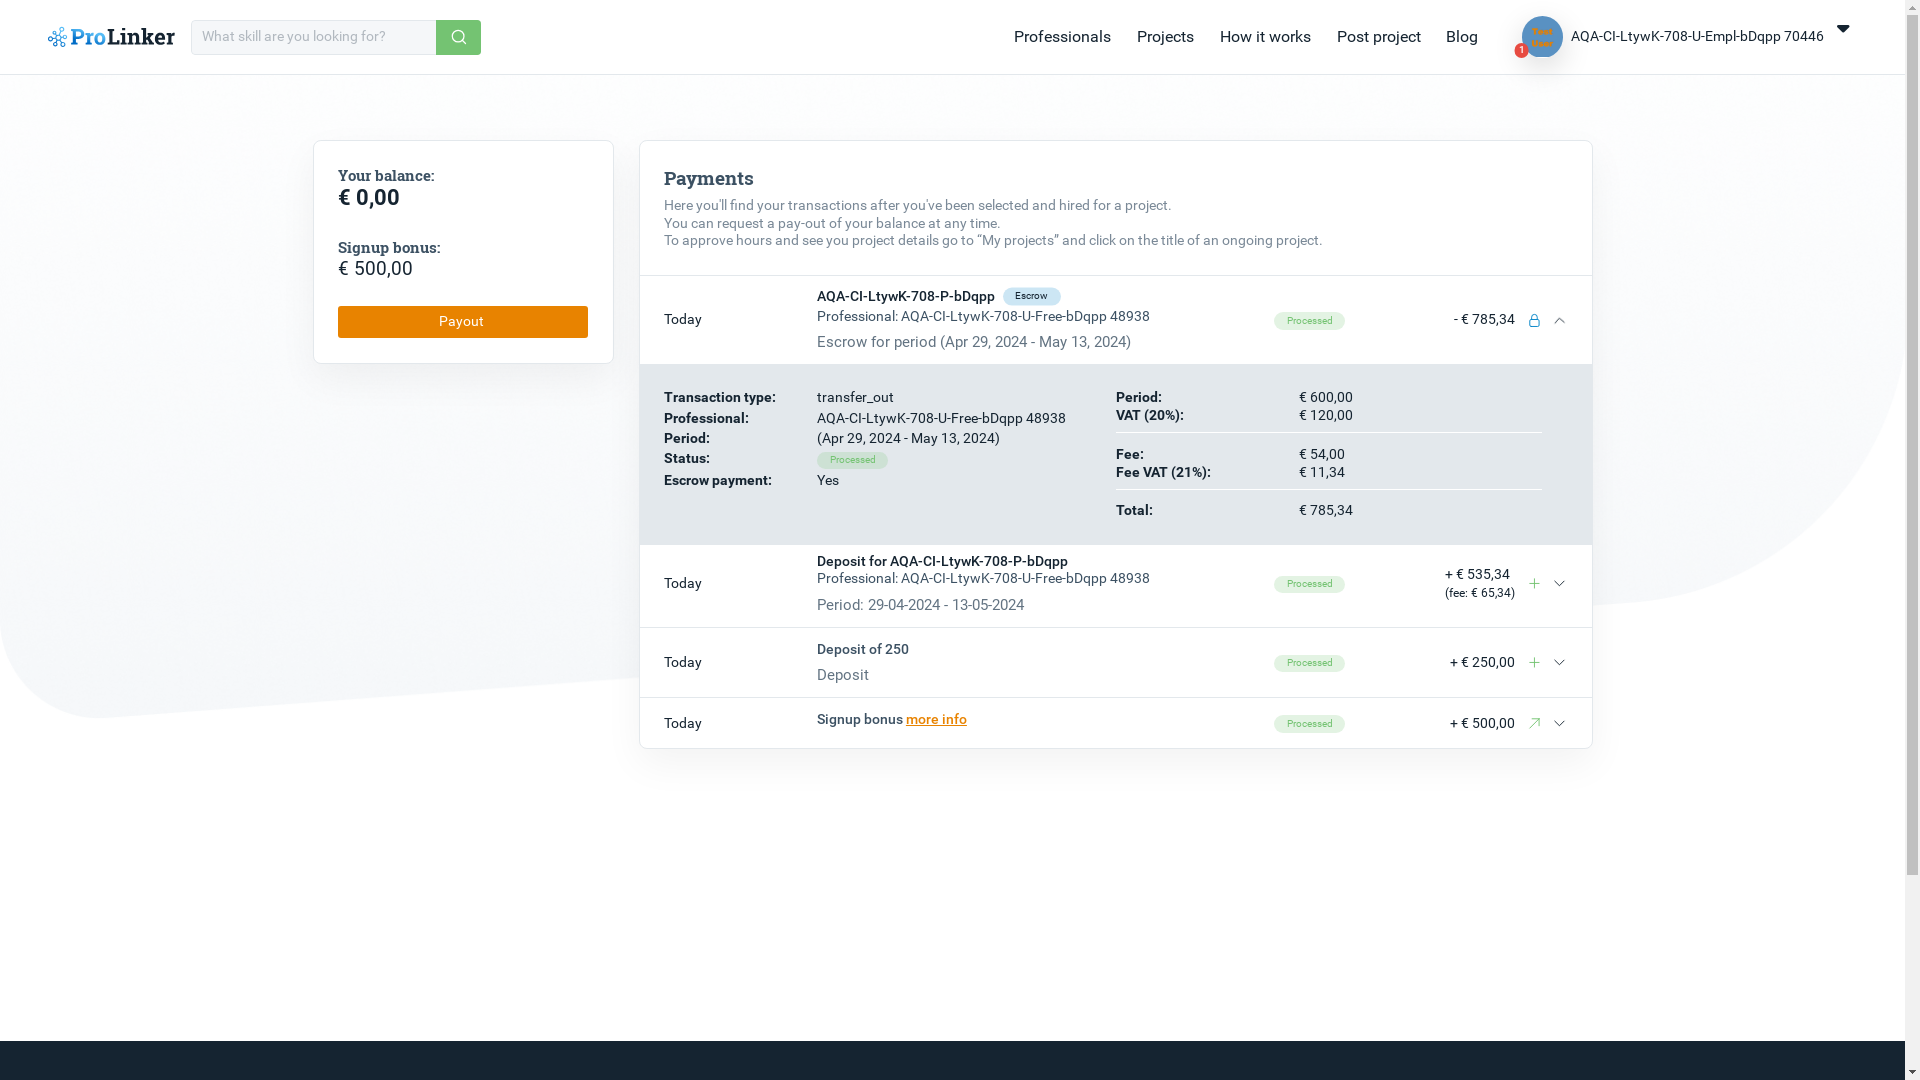 ProLinker
What skill are you looking for?
Professionals
Projects
How it works
Post project
Blog
Test
User
1
AQA-CI-LtywK-708-U-Empl-bDqpp 70446
Your balance:
€ 0,00
Signup bonus:
€ 500,00
Payout
Payments
Here you'll find your transactions after you've been selected and hired for a project.
You can request a pay-out of your balance at any time.
To approve hours and see you project details go to “My projects” and click on the title of an ongoing project.
Today
AQA-CI-LtywK-708-P-bDqpp Escrow
Professional: AQA-CI-LtywK-708-U-Free-bDqpp 48938
Escrow for period (Apr 29, 2024 - May 13, 2024)
Processed
- € 785,34
Transaction type: transfer_out
Professional: AQA-CI-LtywK-708-U-Free-bDqpp 48938
Period: (Apr 29, 2024 - May 13, 2024)
Status: Processed
Escrow payment: Yes
Period: € 600,00
VAT (20%): € 120,00
Fee: € 54,00
Fee VAT (21%): € 11,34
Total: € 785,34
Today
Deposit for AQA-CI-LtywK-708-P-bDqpp
Professional: AQA-CI-LtywK-708-U-Free-bDqpp 48938
Period: 29-04-2024 - 13-05-2024
Processed
+ € 535,34
(fee: € 65,34)
Today
Deposit of 250
Deposit
Processed
+ € 250,00
Today
Signup bonus more info
Processed
+ € 500,00